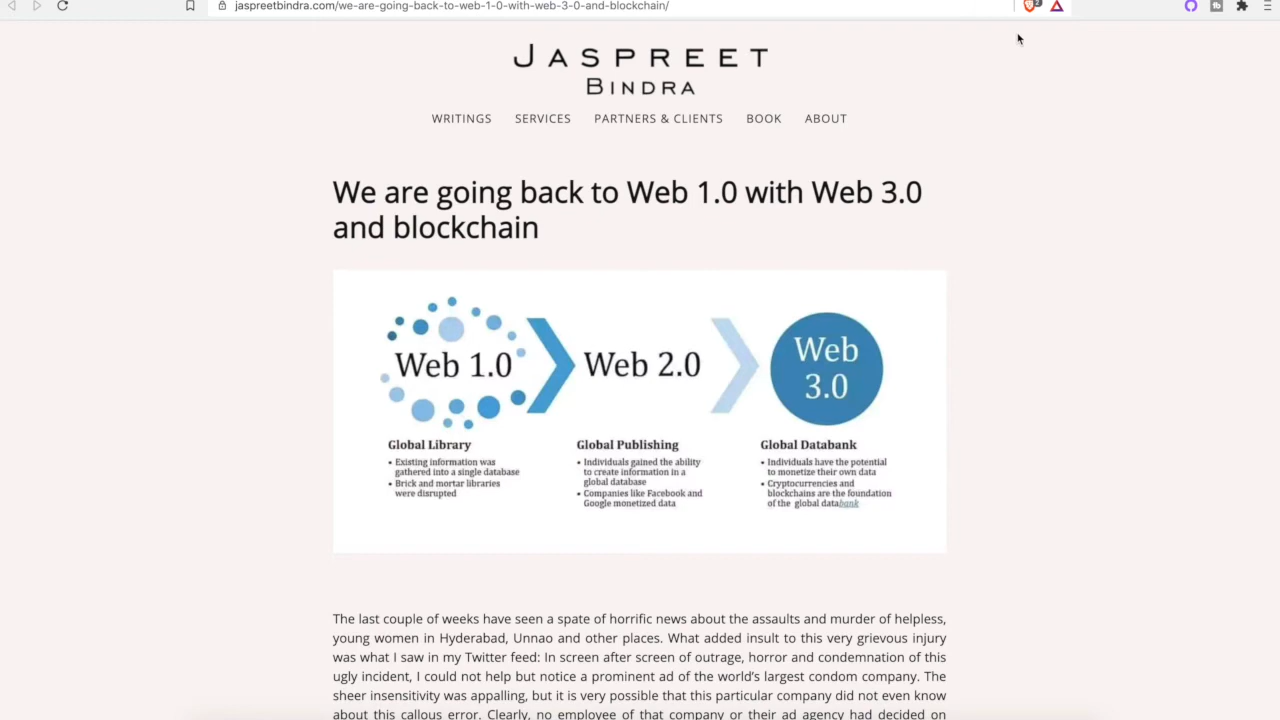 jaspreetbindra.com/we-are-going-back-to-web-1-0-with-web-3-0-and-blockchain/
JASPREET
BINDRA
WRITINGS SERVICES PARTNERS & CLIENTS BOOK ABOUT
We are going back to Web 1.0 with Web 3.0
and blockchain
Web 1.0
Web 2.0
Web
3.0
Global Library
• Existing information was
gathered into a single database
• Brick and mortar libraries
were disrupted
Global Publishing
• Individuals gained the ability
to create information in a
global database
• Companies like Facebook and
Google monetized data
Global Databank
• Individuals have the potential
to monetize their own data
• Cryptocurrencies and
blockchains are the foundation
of the global databank
The last couple of weeks have seen a spate of horrific news about the assaults and murder of helpless,
young women in Hyderabad, Unnao and other places. What added insult to this very grievous injury
was what I saw in my Twitter feed: In screen after screen of outrage, horror and condemnation of this
ugly incident, I could not help but notice a prominent ad of the world's largest condom company. The
sheer insensitivity was appalling, but it is very possible that this particular company did not even know
about this callous error. Clearly, no employee of that company or their ad agency had decided on